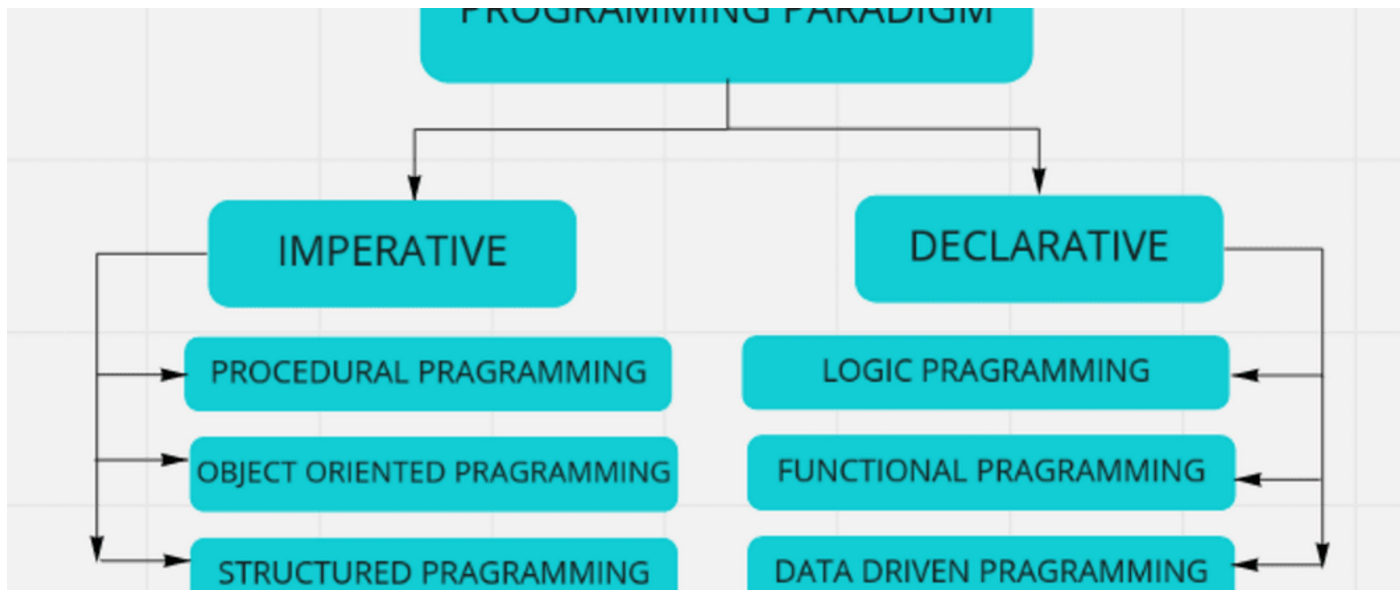 PROGRAMMING PARADIGM
IMPERATIVE
DECLARATIVE
PROCEDURAL PRAGRAMMING
LOGIC PRAGRAMMING
OBJECT ORIENTED PRAGRAMMING
FUNCTIONAL PRAGRAMMING
STRUCTURED PRAGRAMMING
DATA DRIVEN PRAGRAMMING